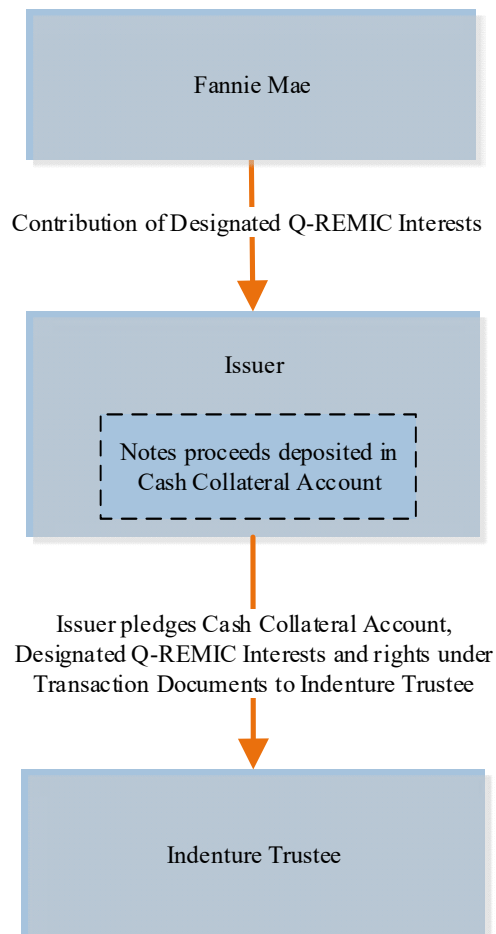 Fannie Mae
Contribution of Designated Q-REMIC Interests
Issuer
Notes proceeds deposited in
Cash Collateral Account
Issuer pledges Cash Collateral Account,
Designated Q-REMIC Interests and rights under
Transaction Documents to Indenture Trustee
Indenture Trustee